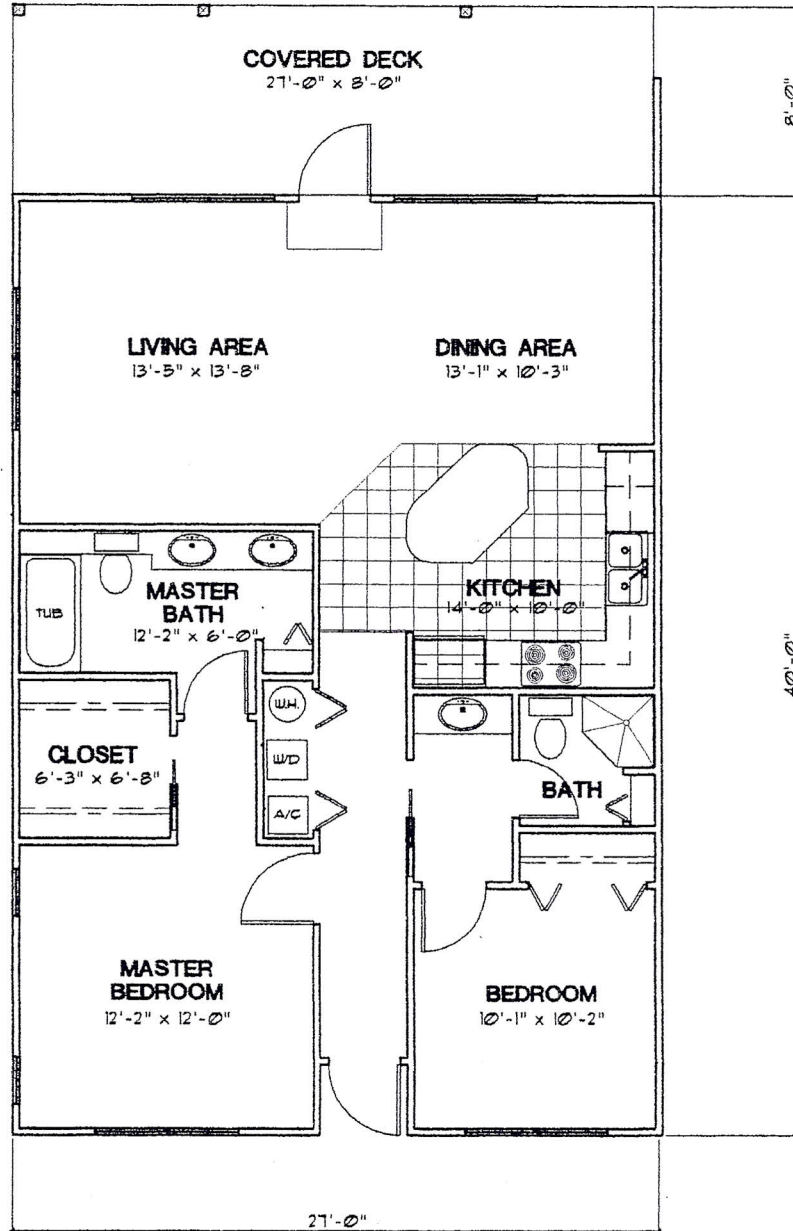 COVERED DECK
27'-0" x 8'-0"
8'-0"
LIVING AREA
13'-5" x 13'-8"
DINING AREA
13'-1" x 10'-3"
KITCHEN
14'-0" x 10'-0"
MASTER
BATH
12'-2" x 6'-0"
TUB
40'-0"
W.H.
W/D
A/C
CLOSET
6'-3" x 6'-8"
BATH
MASTER
BEDROOM
12'-2" x 12'-0"
BEDROOM
10'-1" x 10'-2"
27'-0"